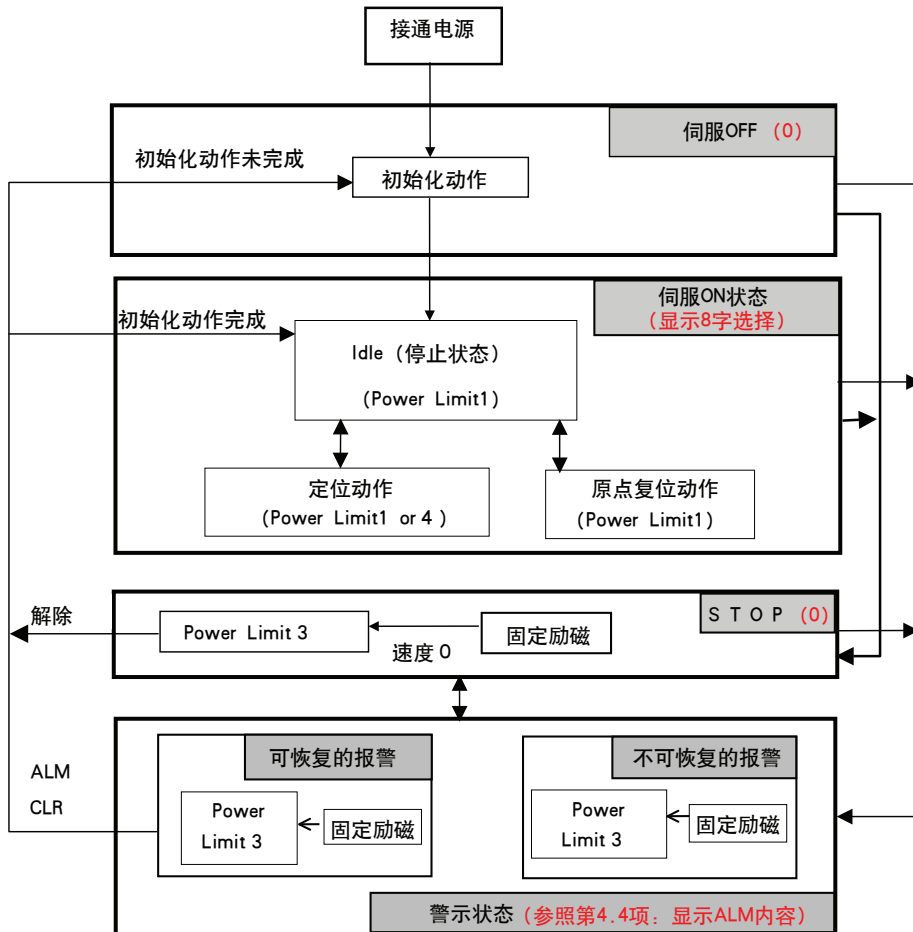 接通电源
伺服OFF (0)
初始化动作未完成
初始化动作
伺服ON状态
(显示8字选择)
初始化动作完成
Idle (停止状态)
(Power Limit1)
定位动作
(Power Limit1 or 4 )
原点复位动作
(Power Limit1)
解除
S T O P (0)
Power Limit 3
速度 0
固定励磁
ALM
CLR
可恢复的报警
Power
Limit 3
固定励磁
不可恢复的报警
Power
Limit 3
固定励磁
警示状态 (参照第4.4项: 显示ALM内容)